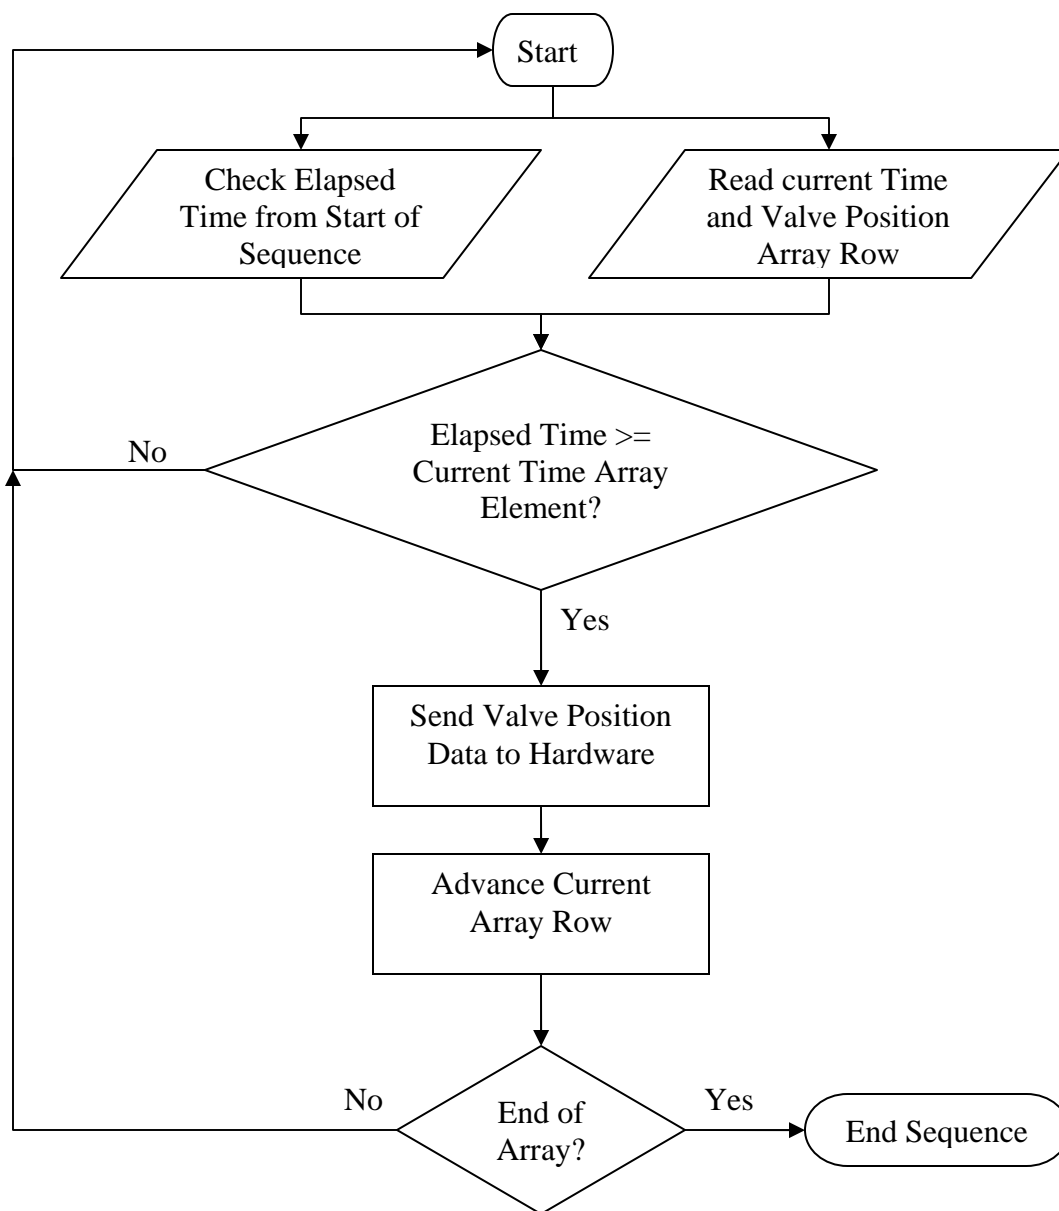 Start
Check Elapsed
Time from Start of
Sequence
Read current Time
and Valve Position
Array Row
Elapsed Time >=
Current Time Array
Element?
No
Yes
Send Valve Position
Data to Hardware
Advance Current
Array Row
No
End of
Array?
Yes
End Sequence